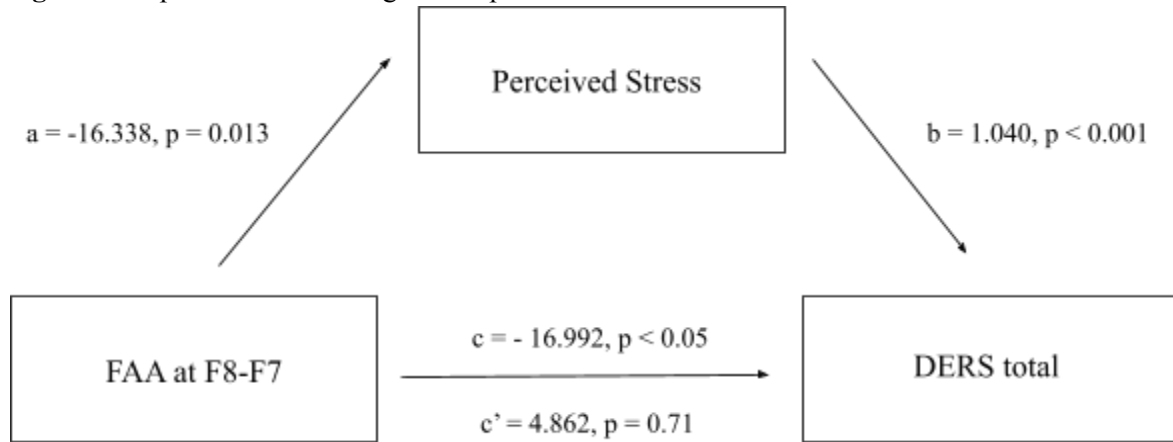 Perceived Stress
a = -16.338, p = 0.013
b = 1.040, p < 0.001
FAA at F8-F7
c = - 16.992, p < 0.05
c’ = 4.862, p = 0.71
DERS total